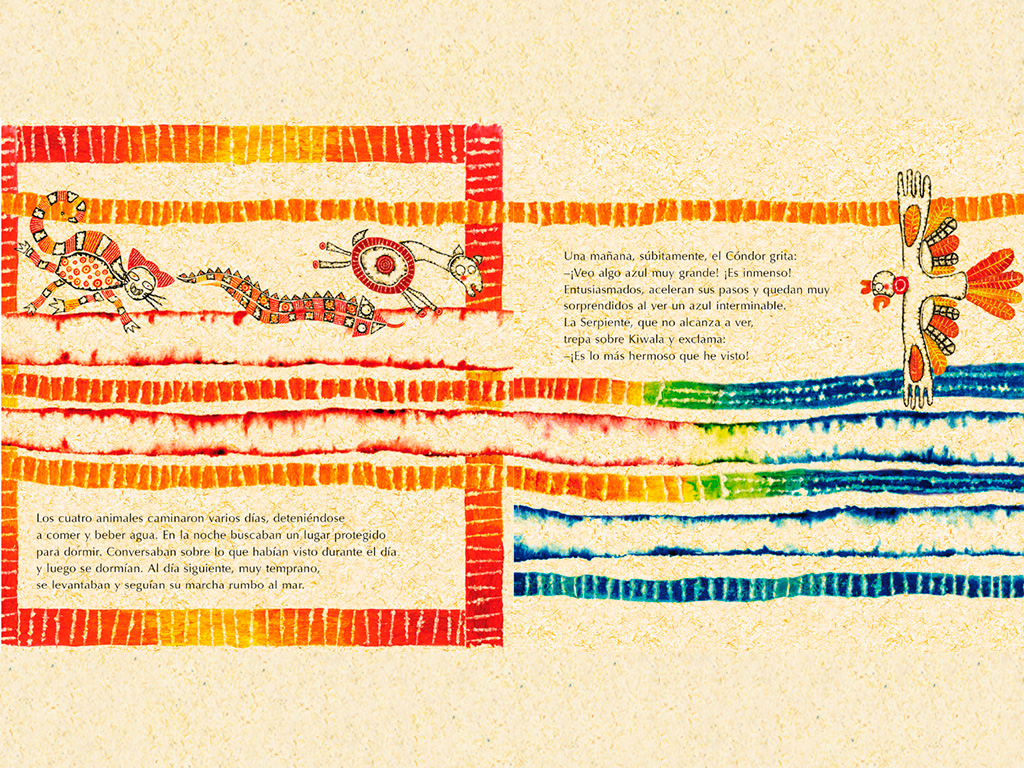 Los cuatro animales caminaron varios días, deteniéndose
a comer y beber agua. En la noche buscaban un lugar protegido
para dormir. Conversaban sobre lo que habían visto durante el día
y luego se dormían. Al día siguiente, muy temprano,
se levantaban y seguían su marcha rumbo al mar.
Una mañana, súbitamente, el Cóndor grita:
–¡Veo algo azul muy grande! ¡Es inmenso!
Entusiasmados, aceleran sus pasos y quedan muy
sorprendidos al ver un azul interminable.
La Serpiente, que no alcanza a ver,
trepa sobre Kiwala y exclama:
–¡Es lo más hermoso que he visto!